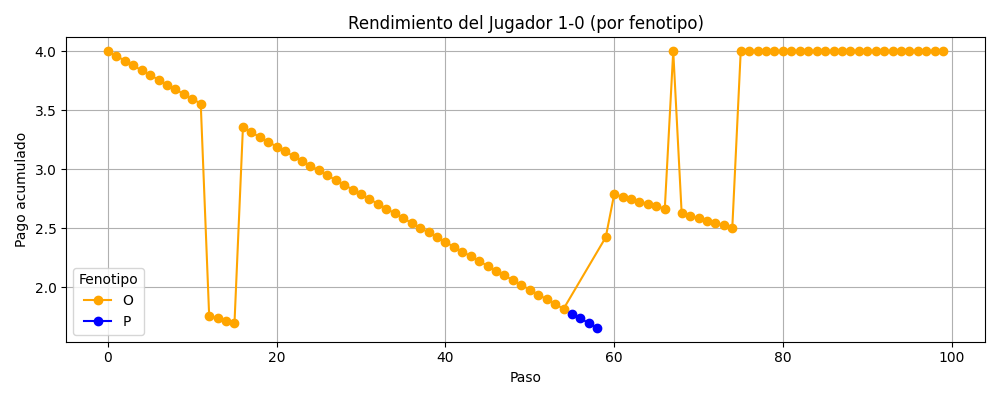 Rendimiento del Jugador 1-0 (por fenotipo)
4.0
3.5
3.0
2.5
2.0
Pago acumulado
Fenotipo
O
P
0 20 40 60 80 100
Paso